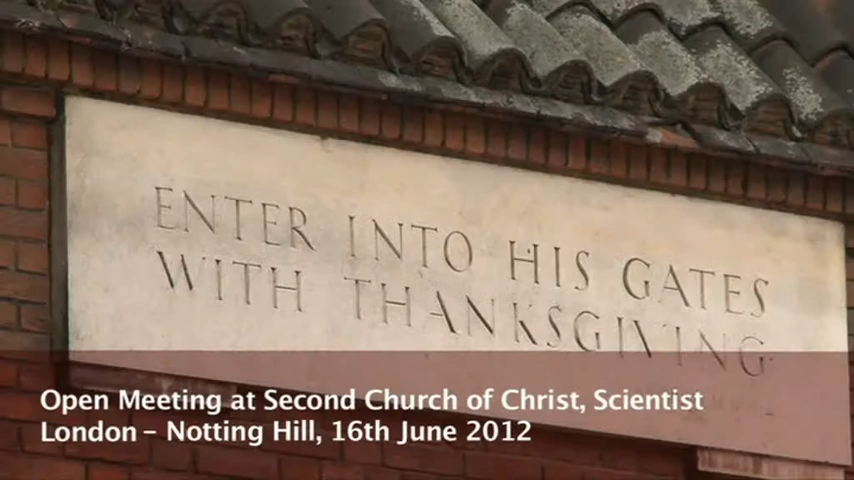 ENTER INTO HIS GATES
WITH THANKSGIVING
Open Meeting at Second Church of Christ, Scientist
London – Notting Hill, 16th June 2012